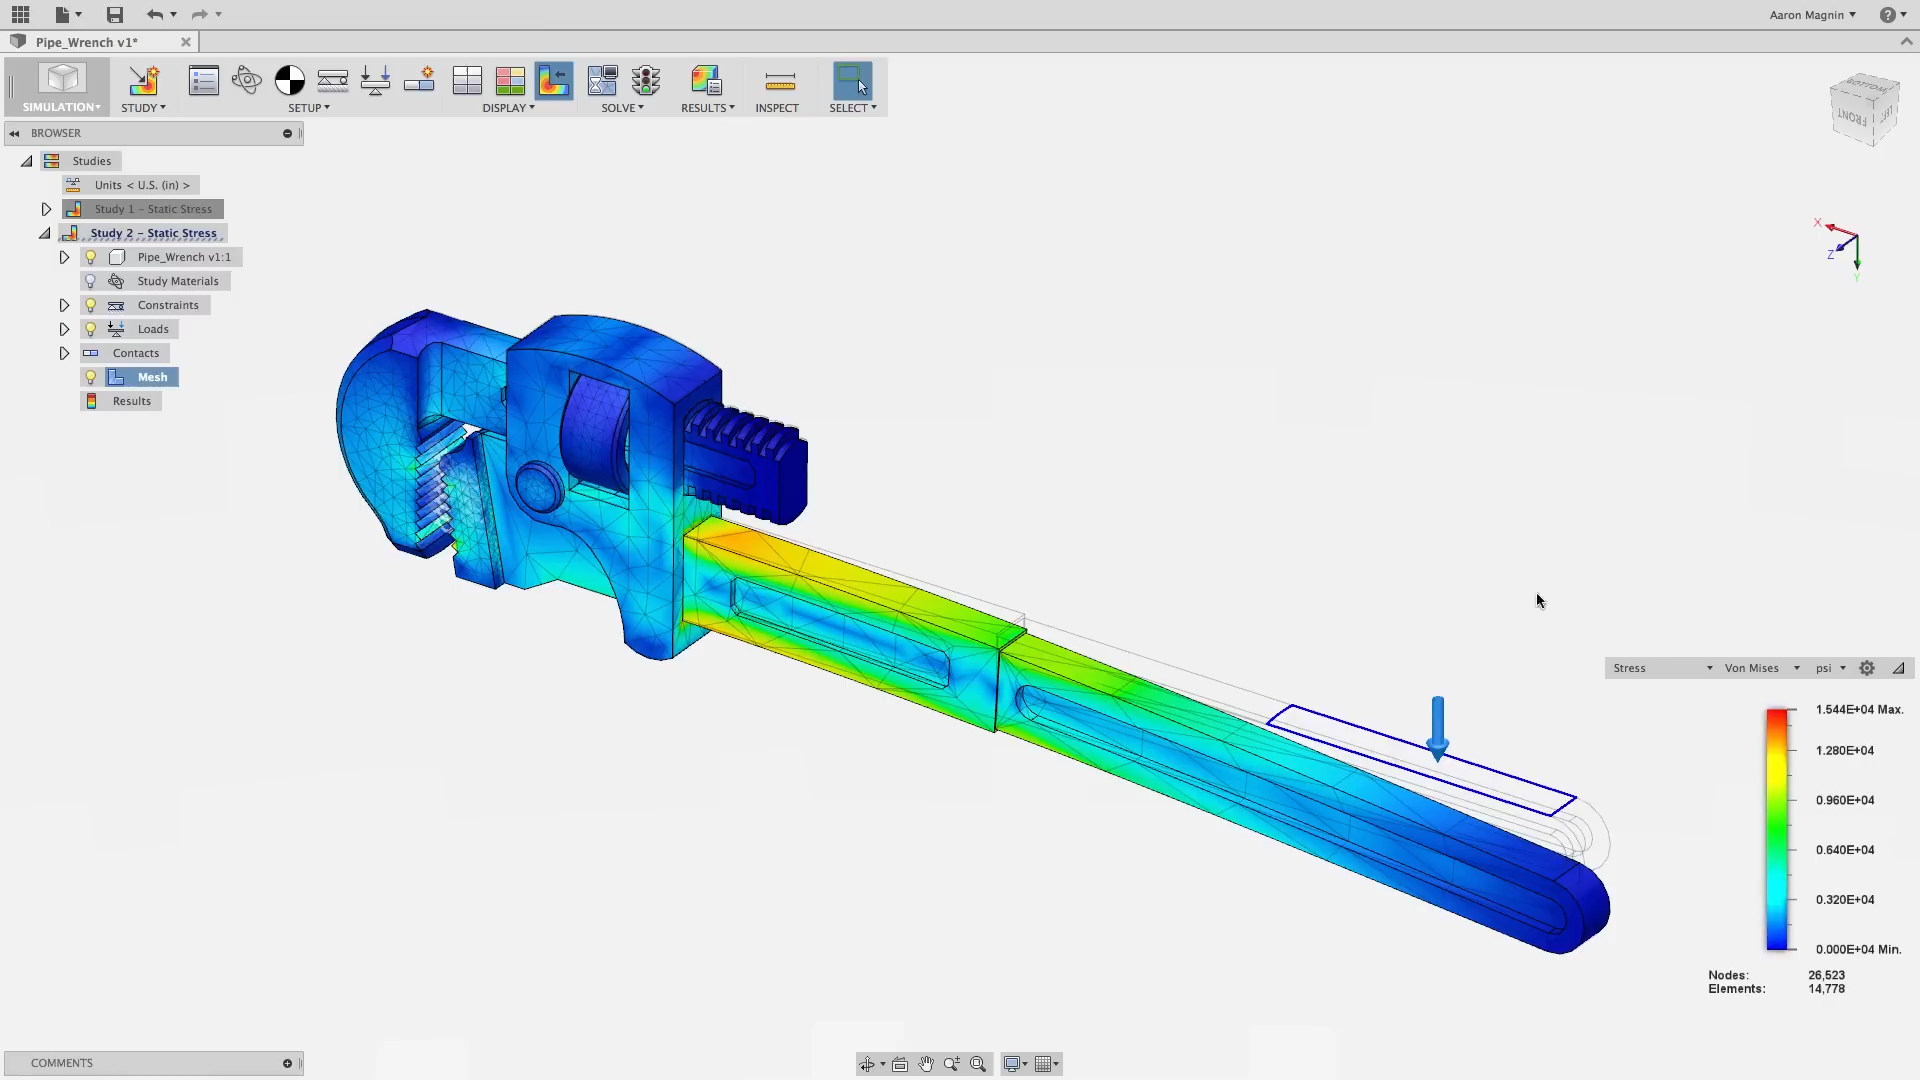 Aaron Magnin
Pipe_Wrench v1*
SIMULATION
STUDY
SETUP
DISPLAY
SOLVE
RESULTS
INSPECT
SELECT
BOTTOM
FRONT
LEFT
BROWSER
Studies
Units < U.S. (in) >
Study 1 - Static Stress
Study 2 - Static Stress
Pipe_Wrench v1:1
Study Materials
Constraints
Loads
Contacts
Mesh
Results
X
Z
Y
Stress Von Mises psi
1.544E+04 Max.
1.280E+04
0.960E+04
0.640E+04
0.320E+04
0.000E+04 Min.
Nodes: 26,523
Elements: 14,778
COMMENTS